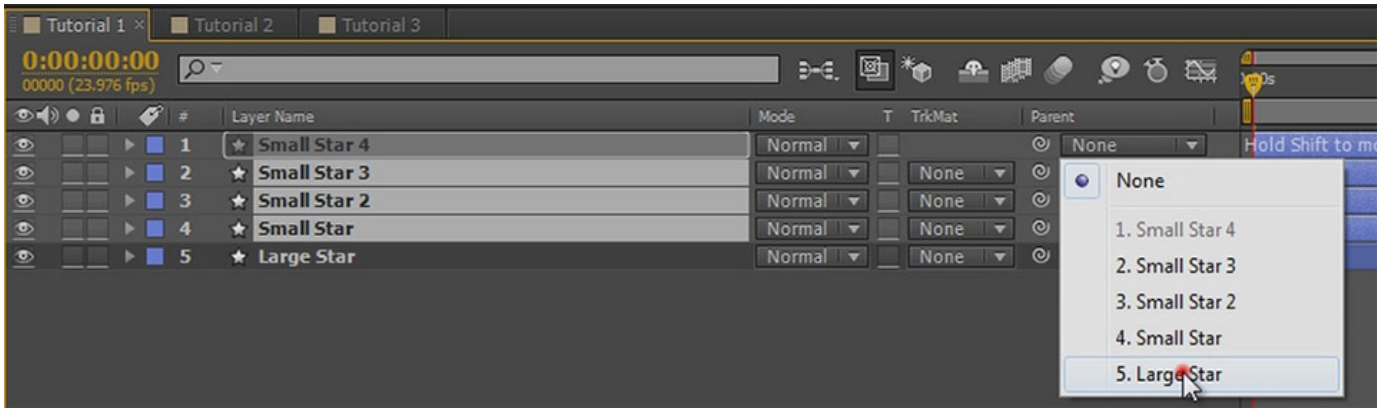 Tutorial 1 × Tutorial 2 Tutorial 3
0:00:00:00
00000 (23.976 fps)
# Layer Name Mode T TrkMat Parent
1 Small Star 4 Normal None Hold Shift to
2 Small Star 3 Normal None
3 Small Star 2 Normal None
4 Small Star Normal None
5 Large Star Normal None
None
1. Small Star 4
2. Small Star 3
3. Small Star 2
4. Small Star
5. Large Star